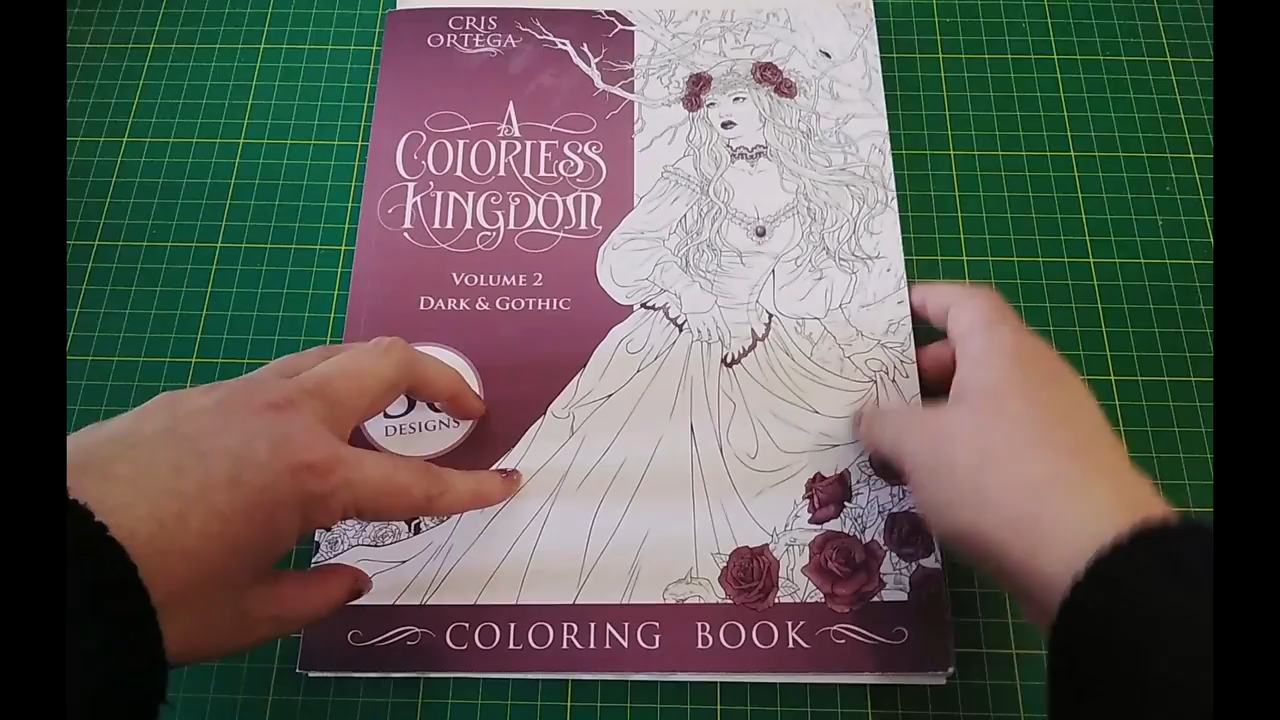 CRIS
ORTEGA
A
COLORLESS
KINGDOM
VOLUME 2
DARK & GOTHIC
DESIGNS
COLORING BOOK